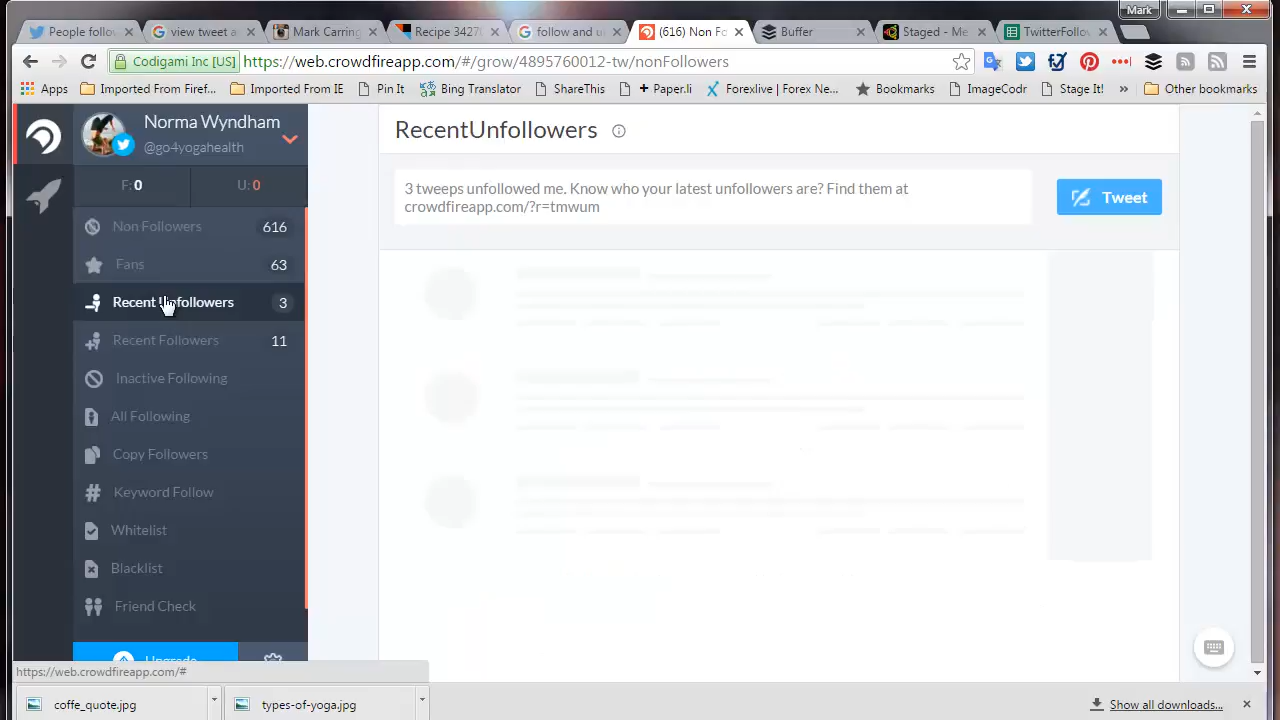 Mark
People follow
view tweet a
Mark Carring
Recipe 3427
follow and u
(616) Non Fo
Buffer
Staged - Me
TwitterFollo
Codigami Inc [US]
https://web.crowdfireapp.com/#/grow/4895760012-tw/nonFollowers
Apps
Imported From Firef...
Imported From IE
Pin It
Bing Translator
ShareThis
+ Paper.li
Forexlive | Forex Ne...
Bookmarks
ImageCodr
Stage It!
»
Other bookmarks
Norma Wyndham
@go4yogahealth
F:0
U: 0
Non Followers 616
Fans 63
Recent Unfollowers 3
Recent Followers 11
Inactive Following
All Following
Copy Followers
Keyword Follow
Whitelist
Blacklist
Friend Check
Upgrade
RecentUnfollowers
3 tweeps unfollowed me. Know who your latest unfollowers are? Find them at
crowdfireapp.com/?r=tmwum
Tweet
https://web.crowdfireapp.com/#
coffe_quote.jpg
types-of-yoga.jpg
Show all downloads...